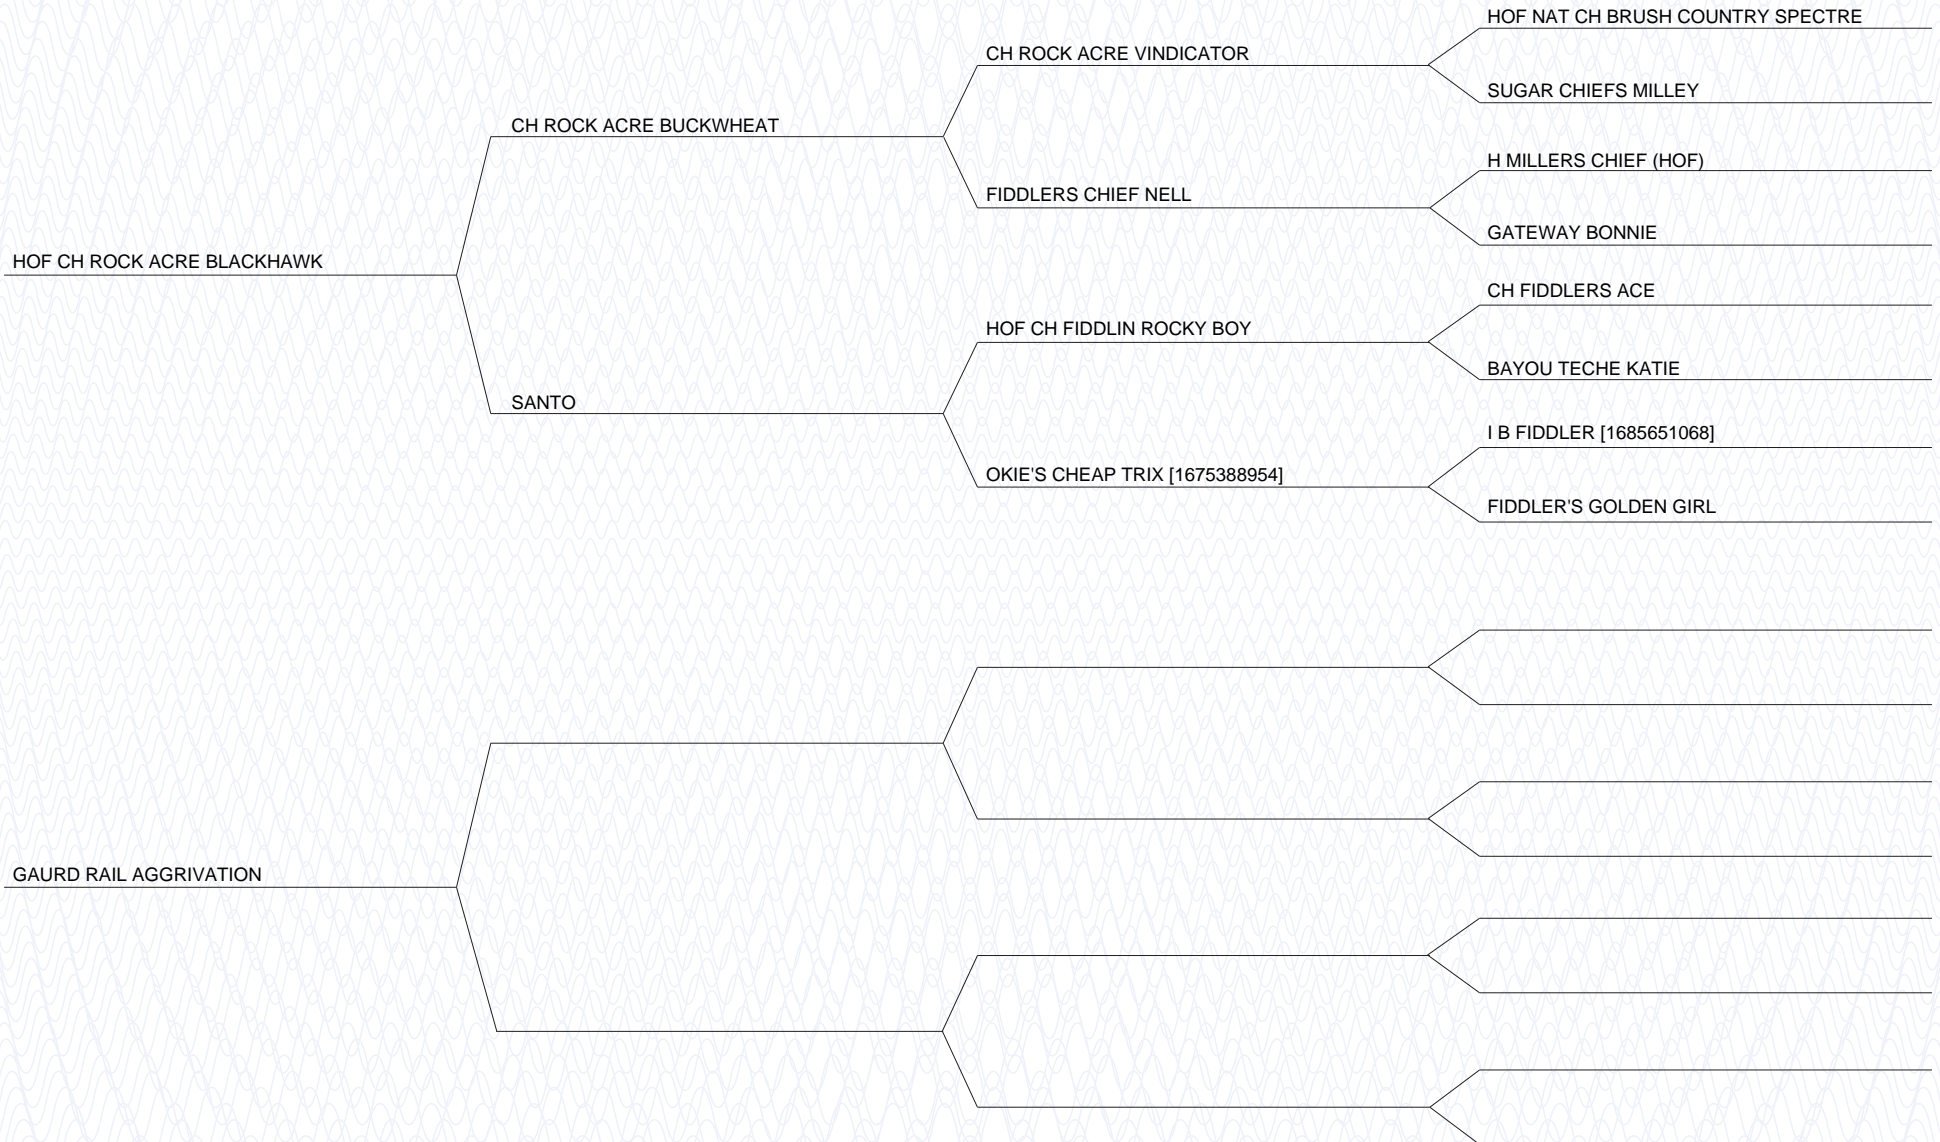 HOF NAT CH BRUSH COUNTRY SPECTRE
CH ROCK ACRE VINDICATOR
SUGAR CHIEFS MILLEY
CH ROCK ACRE BUCKWHEAT
H MILLERS CHIEF (HOF)
FIDDLERS CHIEF NELL
GATEWAY BONNIE
HOF CH ROCK ACRE BLACKHAWK
CH FIDDLERS ACE
HOF CH FIDDLIN ROCKY BOY
BAYOU TECHE KATIE
SANTO
I B FIDDLER [1685651068]
OKIE'S CHEAP TRIX [1675388954]
FIDDLER'S GOLDEN GIRL
GAURD RAIL AGGRIVATION